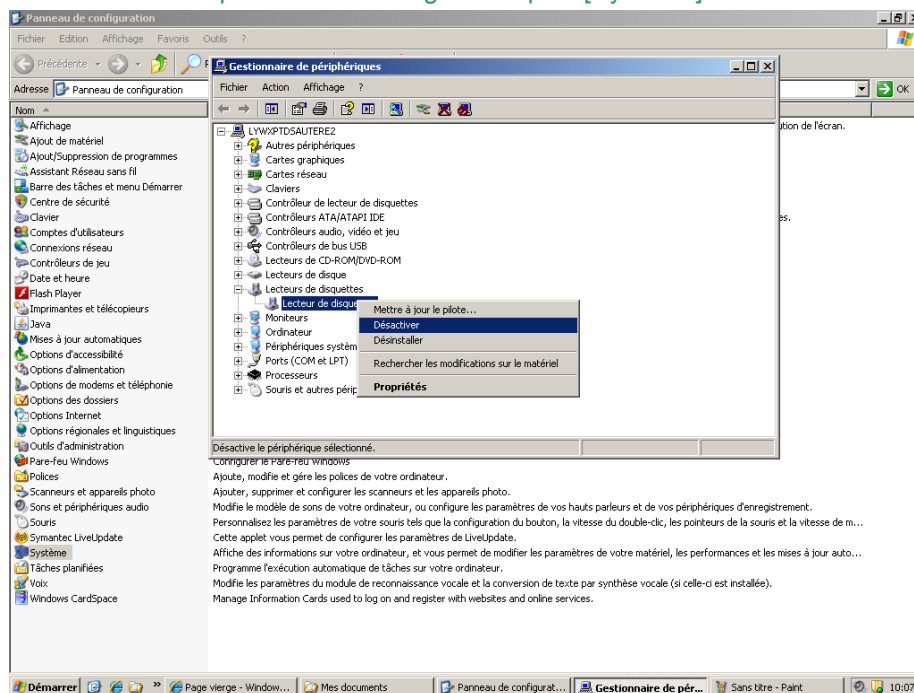 Panneau de configuration
Fichier Edition Affichage Favoris Outils ?
Précédente
Adresse Panneau de configuration OK
Nom
Affichage
Ajout de matériel
Ajout/Suppression de programmes
Assistant Réseau sans fil
Barre des tâches et menu Démarrer
Centre de sécurité
Clavier
Comptes d'utilisateurs
Connexions réseau
Contrôleurs de jeu
Date et heure
Flash Player
Imprimantes et télécopieurs
Java
Mises à jour automatiques
Options d'accessibilité
Options d'alimentation
Options de modems et téléphonie
Options des dossiers
Options Internet
Options régionales et linguistiques
Outils d'administration
Pare-feu Windows
Polices
Scanneurs et appareils photo
Sons et périphériques audio
Souris
Symantec LiveUpdate
Système
Tâches planifiées
Voix
Windows CardSpace
Gestionnaire de périphériques
Fichier Action Affichage ?
LYWXPTDSAUTERE2
Autres périphériques
Cartes graphiques
Cartes réseau
Claviers
Contrôleur de lecteur de disquettes
Contrôleurs ATA/ATAPI IDE
Contrôleurs audio, vidéo et jeu
Contrôleurs de bus USB
Lecteurs de CD-ROM/DVD-ROM
Lecteurs de disque
Lecteurs de disquettes
Lecteur de disque
Moniteurs
Ordinateur
Périphériques systèm
Ports (COM et LPT)
Processeurs
Souris et autres périp
Mettre à jour le pilote...
Désactiver
Désinstaller
Rechercher les modifications sur le matériel
Propriétés
Désactive le périphérique sélectionné.
ution de l'écran.
es.
Configurer le Pare-feu Windows
Ajoute, modifie et gére les polices de votre ordinateur.
Ajouter, supprimer et configurer les scanneurs et les appareils photo.
Modifie le modèle de sons de votre ordinateur, ou configure les paramètres de vos hauts parleurs et de vos périphériques d'enregistrement.
Personnalisez les paramètres de votre souris tels que la configuration du bouton, la vitesse du double-clic, les pointeurs de la souris et la vitesse de m...
Cette applet vous permet de configurer les paramètres de LiveUpdate.
Affiche des informations sur votre ordinateur, et vous permet de modifier les paramètres de votre matériel, les performances et les mises à jour auto...
Programme l'exécution automatique de tâches sur votre ordinateur.
Modifie les paramètres du module de reconnaissance vocale et la conversion de texte par synthèse vocale (si celle-ci est installée).
Manage Information Cards used to log on and register with websites and online services.
Démarrer » Page vierge - Window... Mes documents Panneau de configurat... Gestionnaire de pér... Sans titre - Paint 10:07